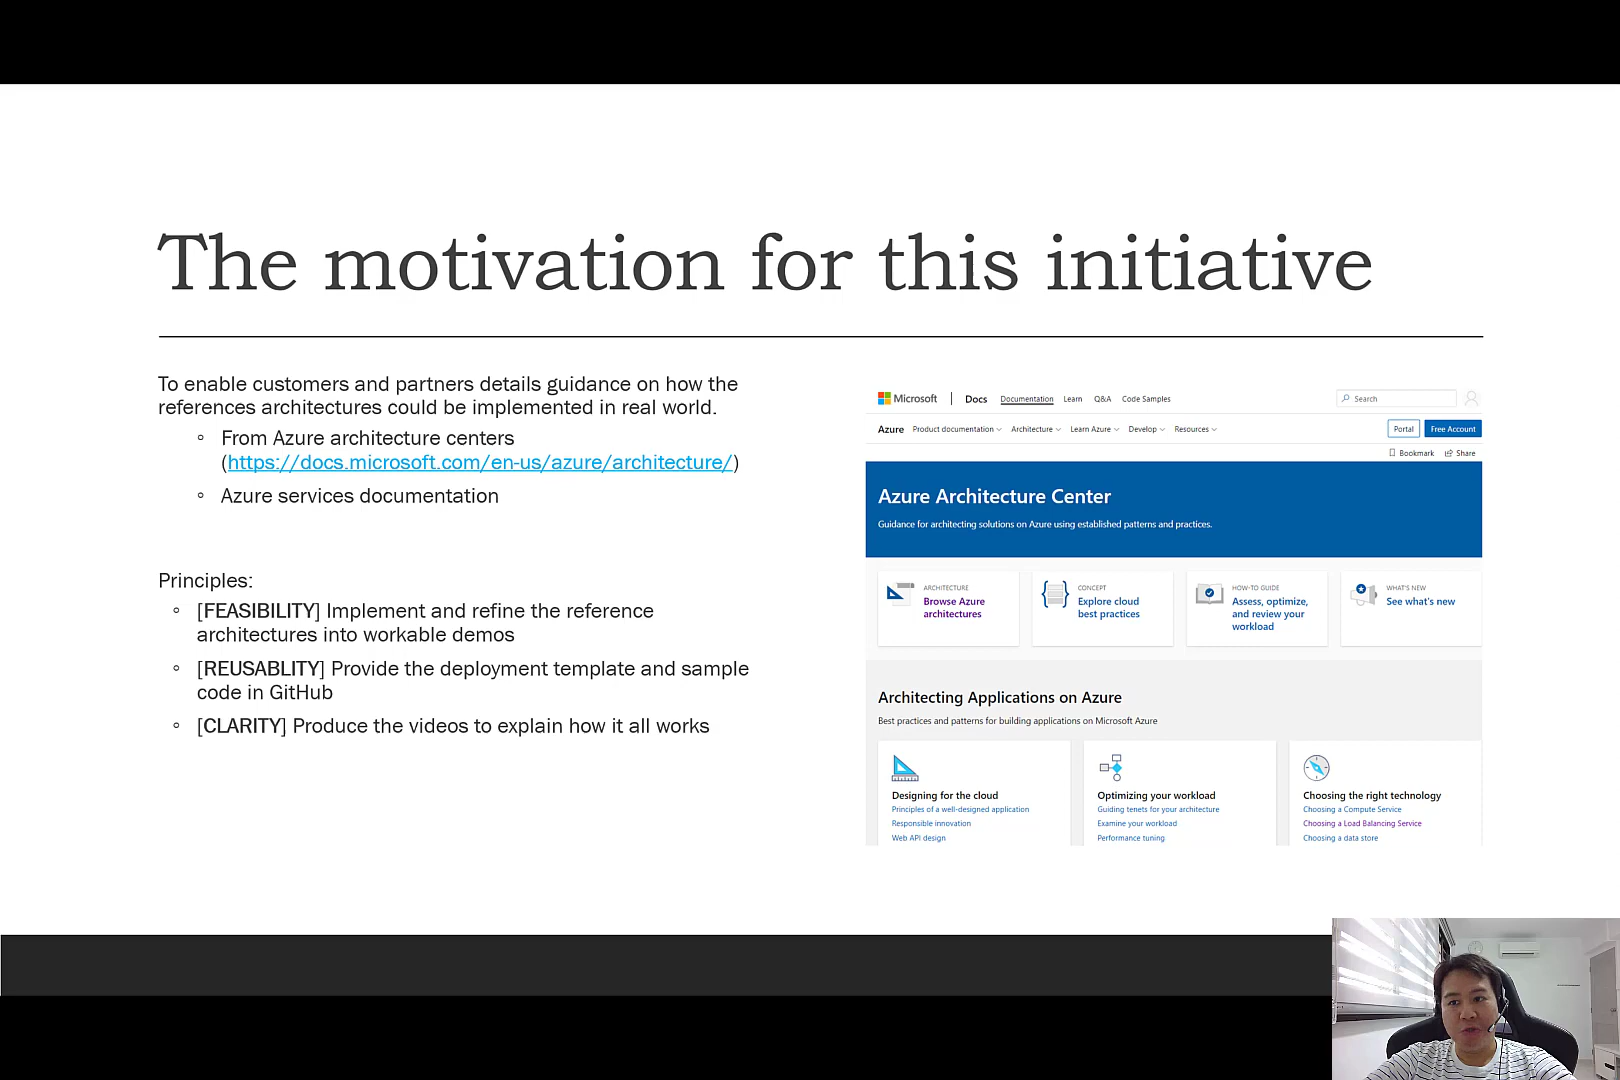 The motivation for this initiative
To enable customers and partners details guidance on how the
references architectures could be implemented in real world.
◦ From Azure architecture centers
(https://docs.microsoft.com/en-us/azure/architecture/)
◦ Azure services documentation
Principles:
◦ [FEASIBILITY] Implement and refine the reference
architectures into workable demos
◦ [REUSABLITY] Provide the deployment template and sample
code in GitHub
◦ [CLARITY] Produce the videos to explain how it all works
Microsoft | Docs Documentation Learn Q&A Code Samples Search
Azure Product documentation Architecture Learn Azure Develop Resources Portal Free Account
Bookmark Share
Azure Architecture Center
Guidance for architecting solutions on Azure using established patterns and practices.
ARCHITECTURE
Browse Azure
architectures
CONCEPT
Explore cloud
best practices
HOW-TO GUIDE
Assess, optimize,
and review your
workload
WHAT'S NEW
See what's new
Architecting Applications on Azure
Best practices and patterns for building applications on Microsoft Azure
Designing for the cloud
Principles of a well-designed application
Responsible innovation
Web API design
Optimizing your workload
Guiding tenets for your architecture
Examine your workload
Performance tuning
Choosing the right technology
Choosing a Compute Service
Choosing a Load Balancing Service
Choosing a data store